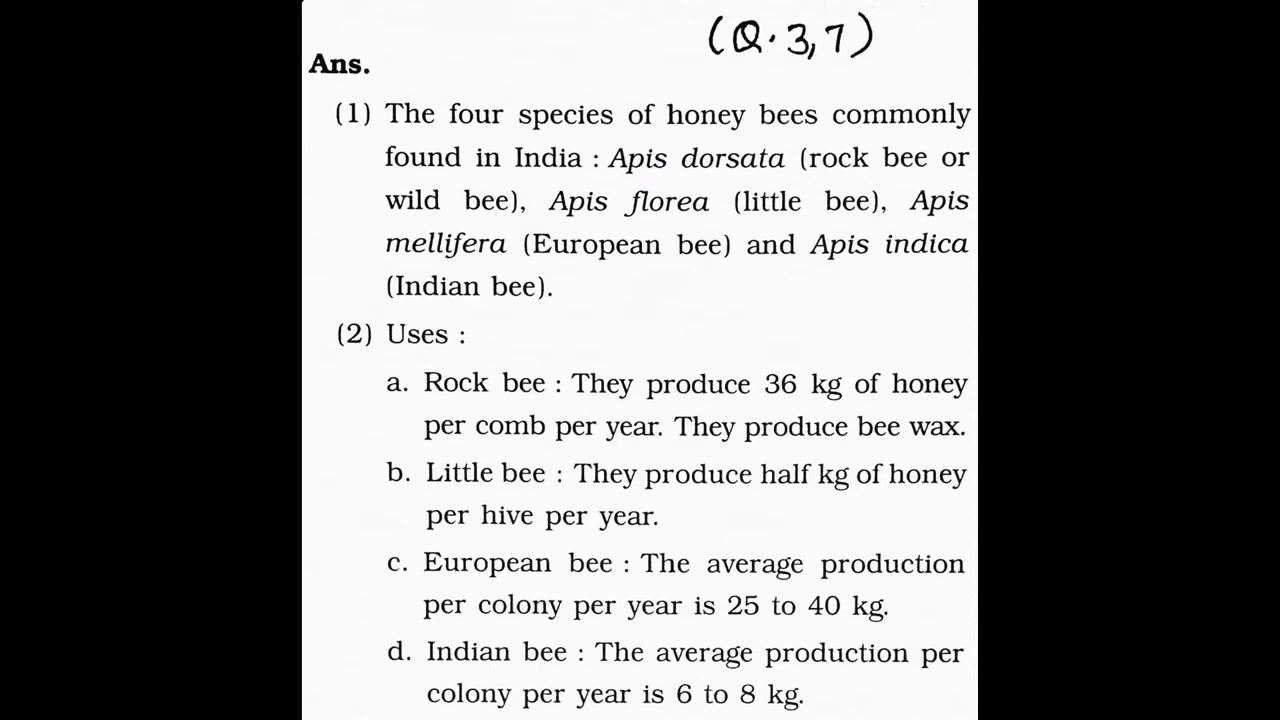 (Q. 3, 7)
Ans.
(1) The four species of honey bees commonly
found in India : Apis dorsata (rock bee or
wild bee), Apis florea (little bee), Apis
mellifera (European bee) and Apis indica
(Indian bee).
(2) Uses :
a. Rock bee : They produce 36 kg of honey
per comb per year. They produce bee wax.
b. Little bee : They produce half kg of honey
per hive per year.
c. European bee : The average production
per colony per year is 25 to 40 kg.
d. Indian bee : The average production per
colony per year is 6 to 8 kg.